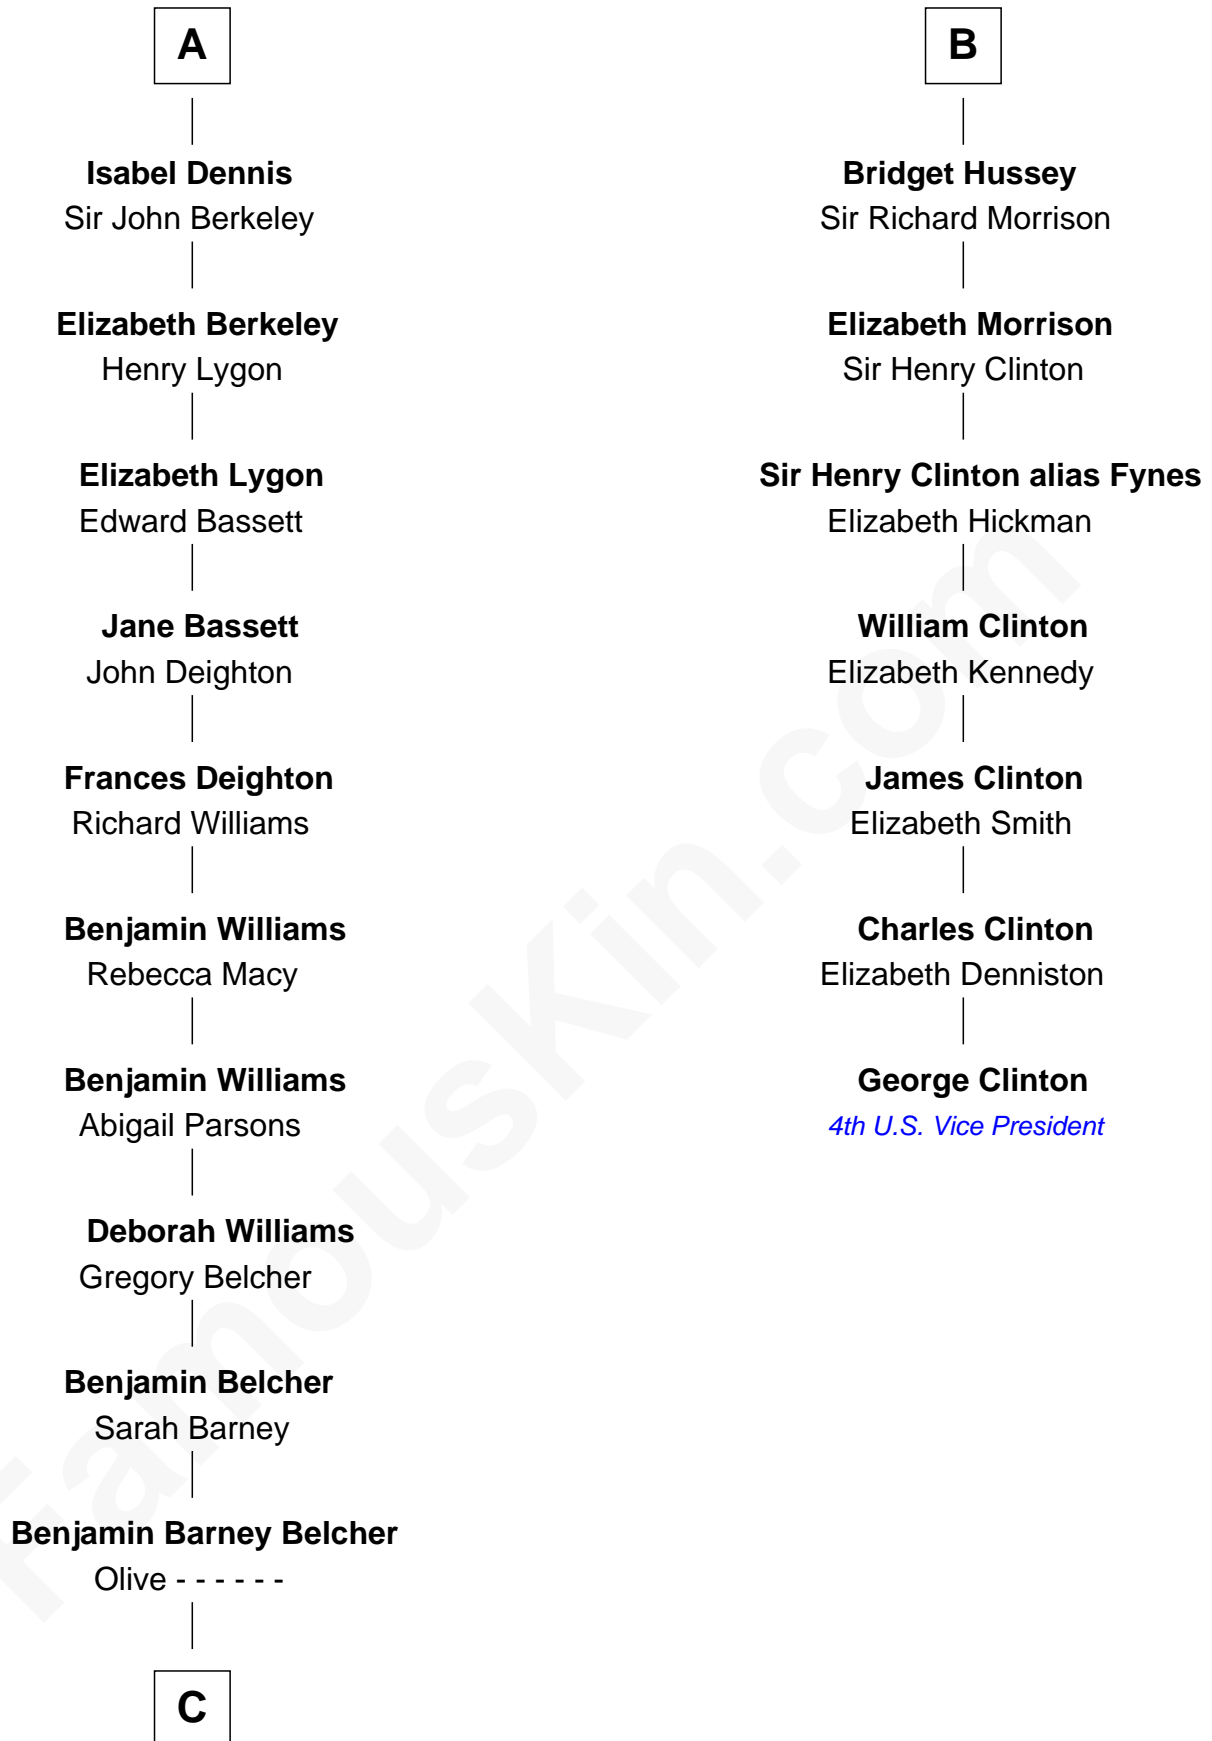 A
Isabel Dennis
Sir John Berkeley
Elizabeth Berkeley
Henry Lygon
Elizabeth Lygon
Edward Bassett
Jane Bassett
John Deighton
Frances Deighton
Richard Williams
Benjamin Williams
Rebecca Macy
Benjamin Williams
Abigail Parsons
Deborah Williams
Gregory Belcher
Benjamin Belcher
Sarah Barney
Benjamin Barney Belcher
Olive - - - - - -
C
B
Bridget Hussey
Sir Richard Morrison
Elizabeth Morrison
Sir Henry Clinton
Sir Henry Clinton alias Fynes
Elizabeth Hickman
William Clinton
Elizabeth Kennedy
James Clinton
Elizabeth Smith
Charles Clinton
Elizabeth Denniston
George Clinton
4th U.S. Vice President
FamousKin.com